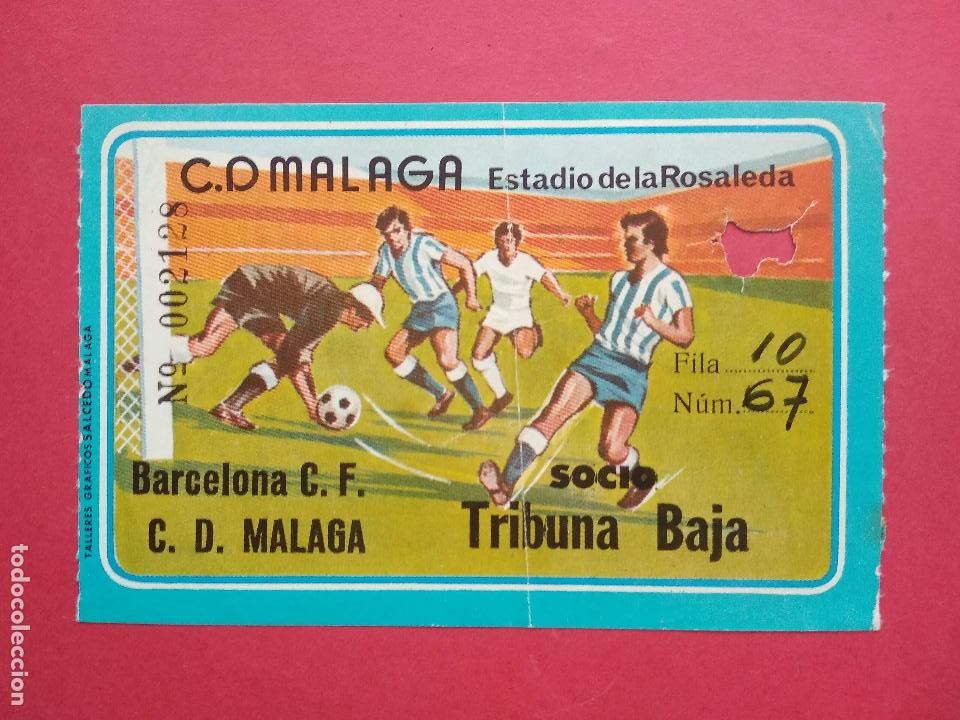 C.D MALAGA Estadio de la Rosaleda
Nº 002128
Fila 10
Núm. 67
TALLERES GRAFICOS SALCEDO MALAGA
Barcelona C. F.
C. D. MALAGA
SOCIO
Tribuna Baja
todocoleccion